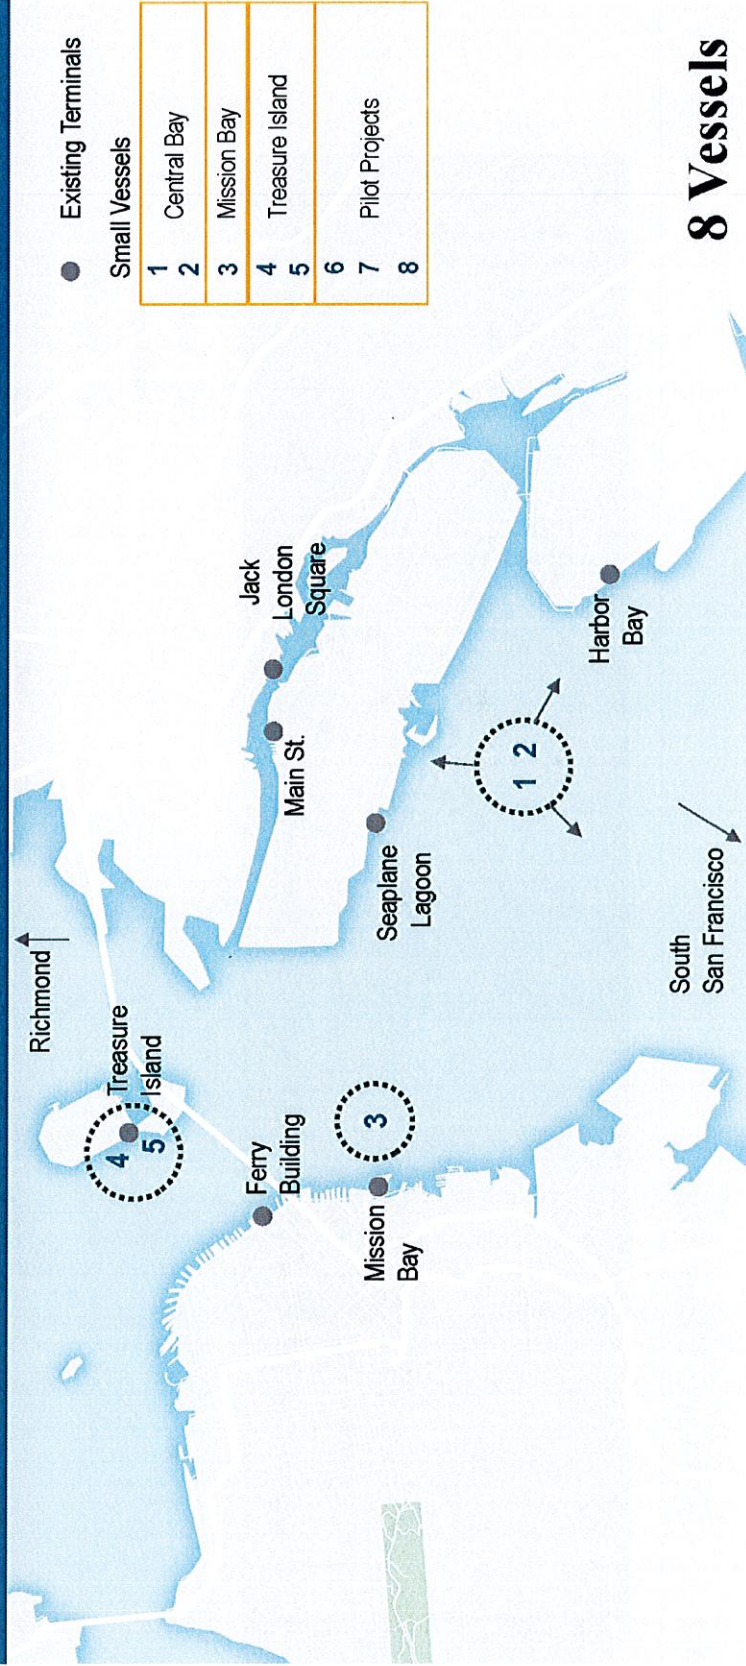 Existing Terminals
Small Vessels
1
2
Central Bay
3
Mission Bay
4
5
Treasure Island
6
7
8
Pilot Projects
8 Vessels
Richmond
Treasure
Island
4
5
Ferry
Building
Mission
Bay
3
Main St.
Jack
London
Square
Seaplane
Lagoon
1 2
Harbor
Bay
South
San Francisco